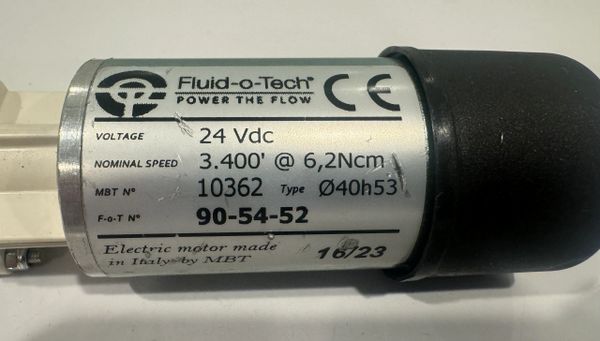 Fluid-o-Tech®
POWER THE FLOW
CE
VOLTAGE 24 Vdc
NOMINAL SPEED 3.400' @ 6,2Ncm
MBT N° 10362 Type Ø40h53
F-o-T N° 90-54-52
Electric motor made
in Italy by MBT 16/23